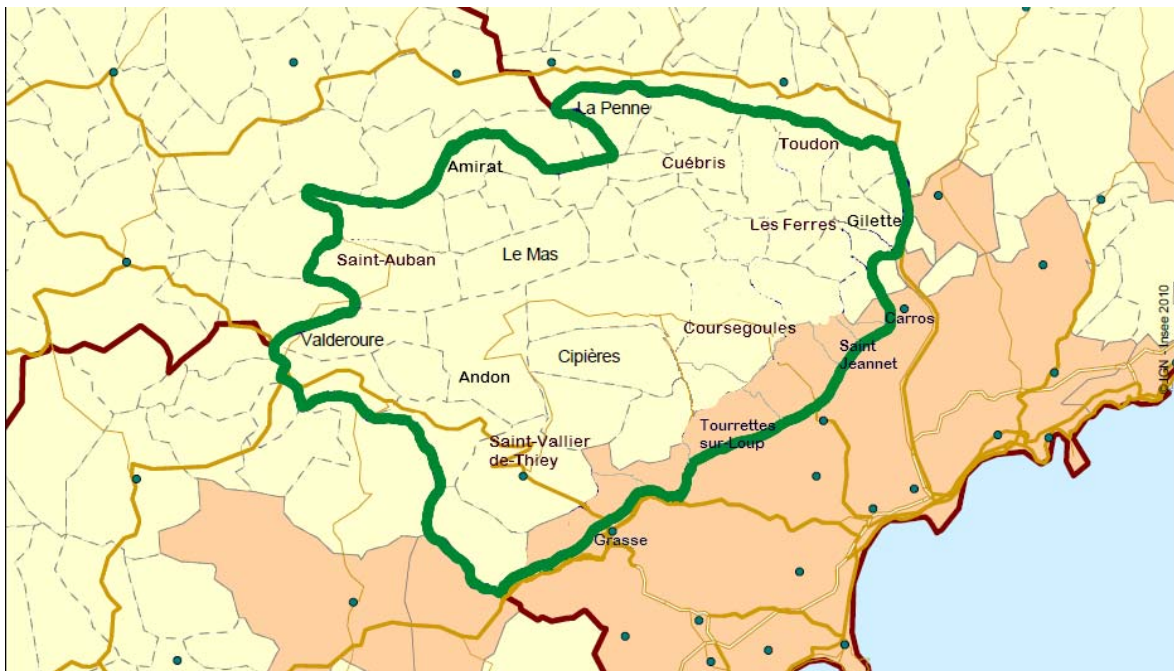 La Penne
Toudon
Cuébris
Amirat
Les Ferres
Gilette
Le Mas
Saint-Auban
Carros
Coursegoules
Valderoure
Saint
Jeannet
Cipières
Andon
Tourrettes
sur-Loup
Saint-Vallier
de-Thiey
Grasse
© IGN - Insee 2010